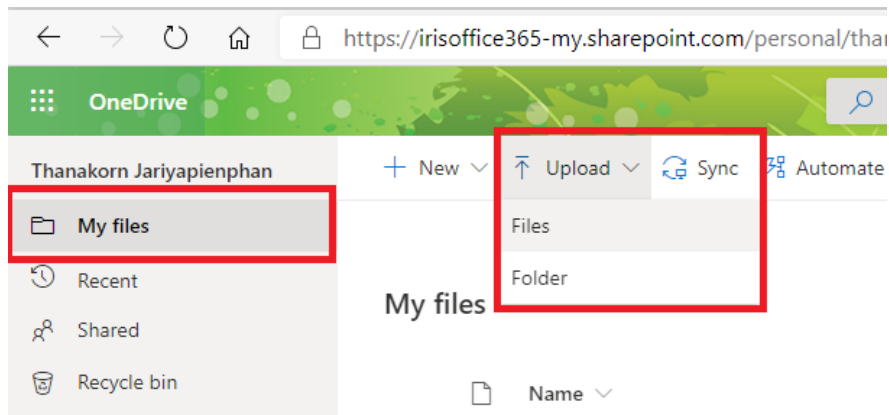 https://irisoffice365-my.sharepoint.com/personal/thar
OneDrive
Thanakorn Jariyapienphan
New Upload Sync Automate
My files
Files
Recent
Folder
My files
Shared
Recycle bin
Name